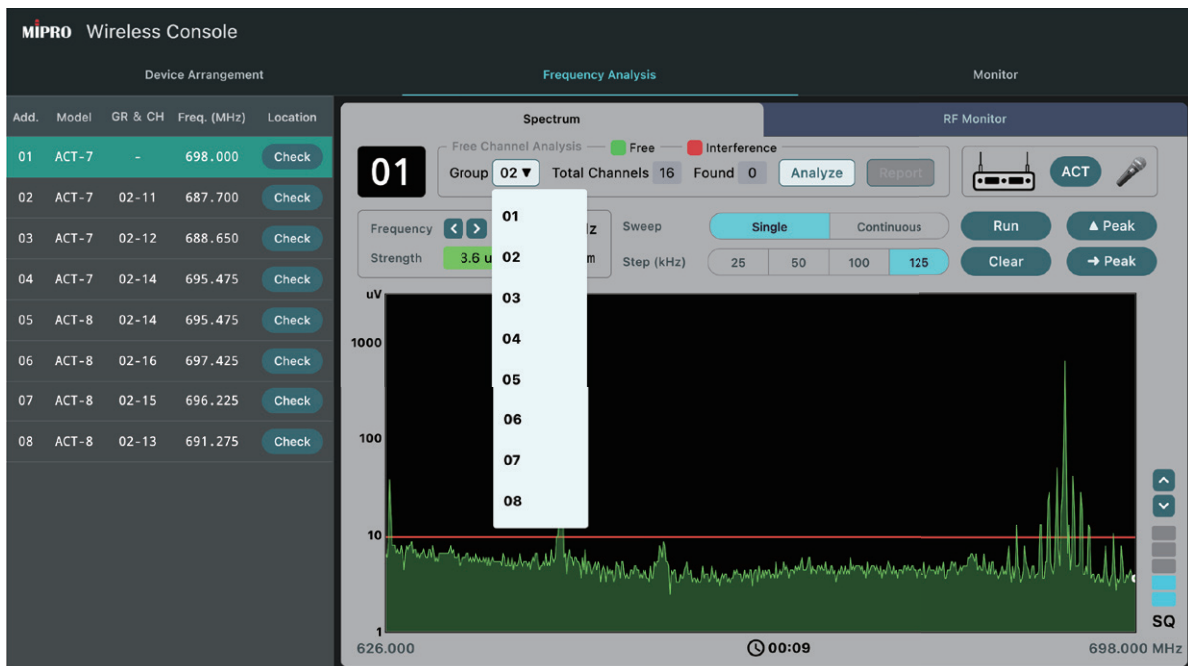 MIPRO Wireless Console
Device Arrangement Frequency Analysis Monitor
Add. Model GR & CH Freq. (MHz) Location
01 ACT-7 - 698.000 Check
02 ACT-7 02-11 687.700 Check
03 ACT-7 02-12 688.650 Check
04 ACT-7 02-14 695.475 Check
05 ACT-8 02-14 695.475 Check
06 ACT-8 02-16 697.425 Check
07 ACT-8 02-15 696.225 Check
08 ACT-8 02-13 691.275 Check
Spectrum RF Monitor
01
Free Channel Analysis Free Interference
Group 02 ▼ Total Channels 16 Found 0 Analyze Report
ACT
Frequency < > z
Strength 3.6 u m
01
02
03
04
05
06
07
08
Sweep Single Continuous
Step (kHz) 25 50 100 125
Run ▲ Peak
Clear → Peak
uV
1000
100
10
1
SQ
626.000 00:09 698.000 MHz